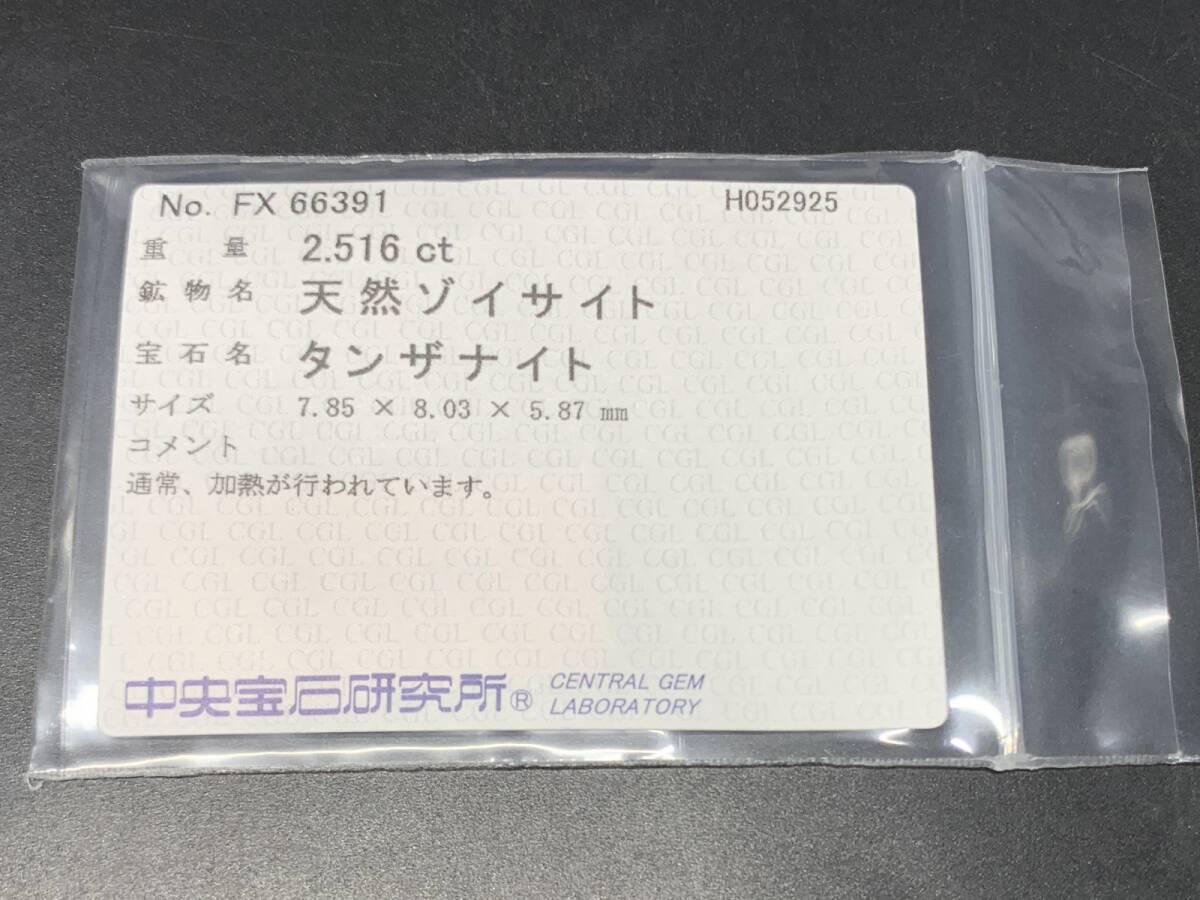 No. FX 66391 H052925
重量 2.516 ct
鉱物名 天然ゾイサイト
宝石名 タンザナイト
サイズ 7.85 × 8.03 × 5.87 mm
コメント
通常、加熱が行われています。
中央宝石研究所® CENTRAL GEM
LABORATORY